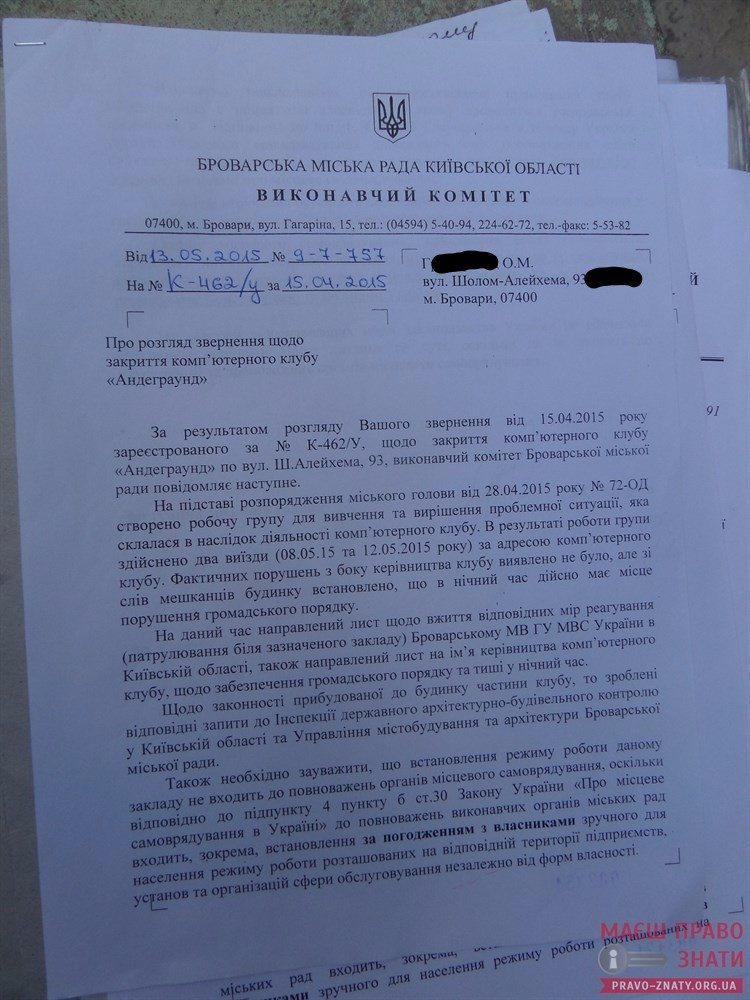 ому
БРОВАРСЬКА МІСЬКА РАДА КИЇВСЬКОЇ ОБЛАСТІ
ВИКОНАВЧИЙ КОМІТЕТ
07400, м. Бровари, вул. Гагаріна, 15, тел.: (04594) 5-40-94, 224-62-72, тел.-факс: 5-53-82
Від 13.05.2015 № 9-7-757
На № К-462/у за 15.04.2015
Г О.М.
вул. Шолом-Алейхема, 93
м. Бровари, 07400
Й
Про розгляд звернення щодо
закриття комп’ютерного клубу
«Андеграунд»
91
За результатом розгляду Вашого звернення від 15.04.2015 року
зареєстрованого за № К-462/У, щодо закриття комп’ютерного клубу
«Андеграунд» по вул. Ш.Алейхема, 93, виконавчий комітет Броварської міської
ради повідомляє наступне.
На підставі розпорядження міського голови від 28.04.2015 року № 72-ОД
створено робочу групу для вивчення та вирішення проблемної ситуації, яка
склалася в наслідок діяльності комп’ютерного клубу. В результаті роботи групи
здійснено два виїзди (08.05.15 та 12.05.2015 року) за адресою комп’ютерного
клубу. Фактичних порушень з боку керівництва клубу виявлено не було, але зі
слів мешканців будинку встановлено, що в нічний час дійсно має місце
порушення громадського порядку.
На даний час направлений лист щодо вжиття відповідних мір реагування
(патрулювання біля зазначеного закладу) Броварському МВ ГУ МВС України в
Київській області, також направлений лист на ім’я керівництва комп’ютерного
клубу, щодо забезпечення громадського порядку та тиші у нічний час.
Щодо законності прибудованої до будинку частини клубу, то зроблені
відповідні запити до Інспекції державного архітектурно-будівельного контролю
у Київській області та Управління містобудування та архітектури Броварської
міської ради.
Також необхідно зауважити, що встановлення режиму роботи даному
закладу не входить до повноважень органів місцевого самоврядування, оскільки
відповідно до підпункту 4 пункту б ст.30 Закону України «Про місцеве
самоврядування в Україні» до повноважень виконавчих органів міських рад
входить, зокрема, встановлення за погодженням з власниками зручного для
населення режиму роботи розташованих на відповідній території підприємств,
установ та організацій сфери обслуговування незалежно від форм власності.
міських рад входить, зокрема,
зручного для населення режиму роботи розташованих на
МАЄШ ПРАВО
ЗНАТИ
PRAVO-ZNATY.ORG.UA